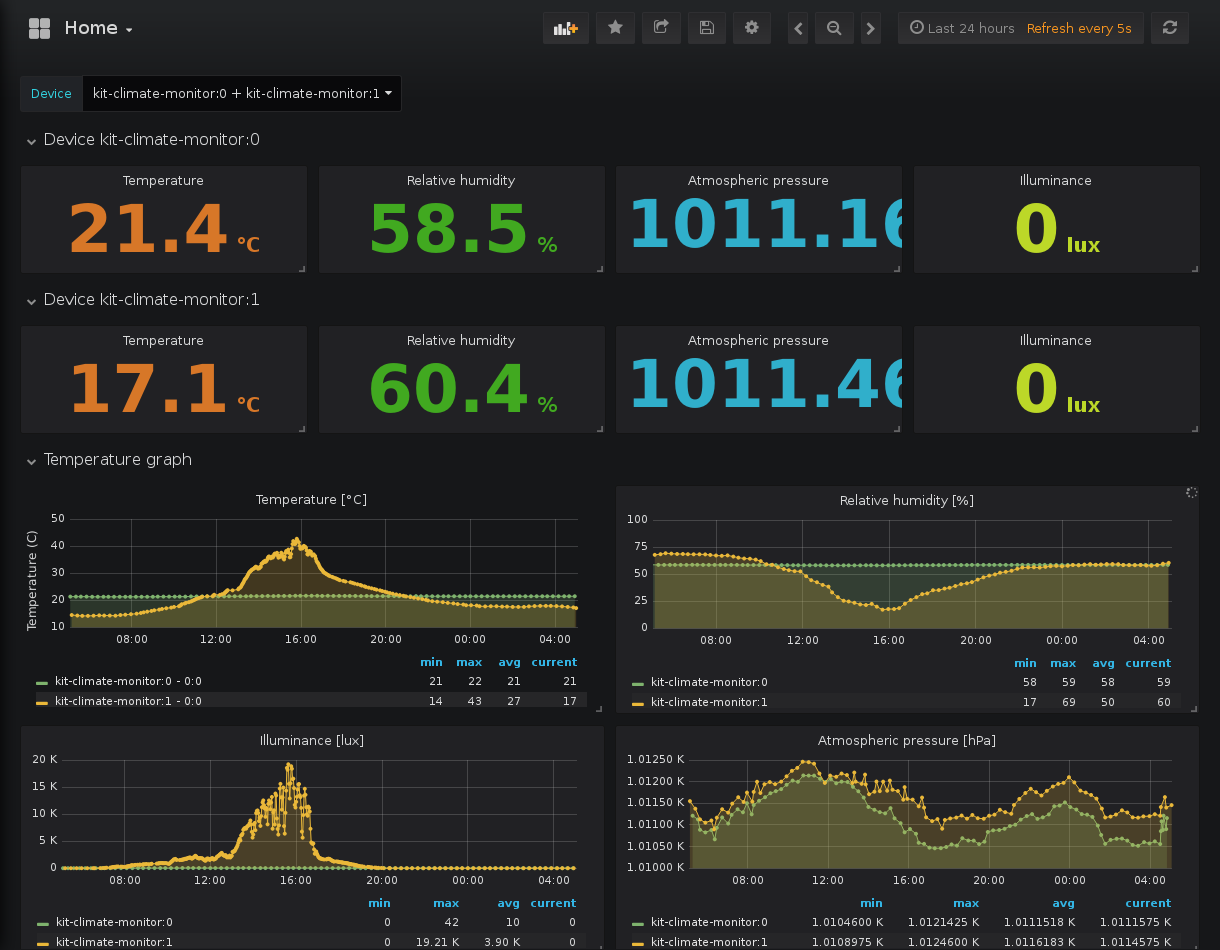 Home
Last 24 hours Refresh every 5s
Device kit-climate-monitor:0 + kit-climate-monitor:1
Device kit-climate-monitor:0
Temperature Relative humidity Atmospheric pressure Illuminance
21.4 °C 58.5 % 1011.16 0 lux
Device kit-climate-monitor:1
Temperature Relative humidity Atmospheric pressure Illuminance
17.1 °C 60.4 % 1011.46 0 lux
Temperature graph
Temperature [°C]
Temperature (C)
50
40
30
20
10
08:00 12:00 16:00 20:00 00:00 04:00
min max avg current
kit-climate-monitor:0 - 0:0 21 22 21 21
kit-climate-monitor:1 - 0:0 14 43 27 17
Relative humidity [%]
100
75
50
25
0
08:00 12:00 16:00 20:00 00:00 04:00
min max avg current
kit-climate-monitor:0 58 59 58 59
kit-climate-monitor:1 17 69 50 60
Illuminance [lux]
20 K
15 K
10 K
5 K
0
08:00 12:00 16:00 20:00 00:00 04:00
min max avg current
kit-climate-monitor:0 0 42 10 0
kit-climate-monitor:1 0 19.21 K 3.90 K 0
Atmospheric pressure [hPa]
1.01250 K
1.01200 K
1.01150 K
1.01100 K
1.01050 K
1.01000 K
08:00 12:00 16:00 20:00 00:00 04:00
min max avg current
kit-climate-monitor:0 1.0104600 K 1.0121425 K 1.0111518 K 1.0111575 K
kit-climate-monitor:1 1.0108975 K 1.0124600 K 1.0116183 K 1.0114575 K